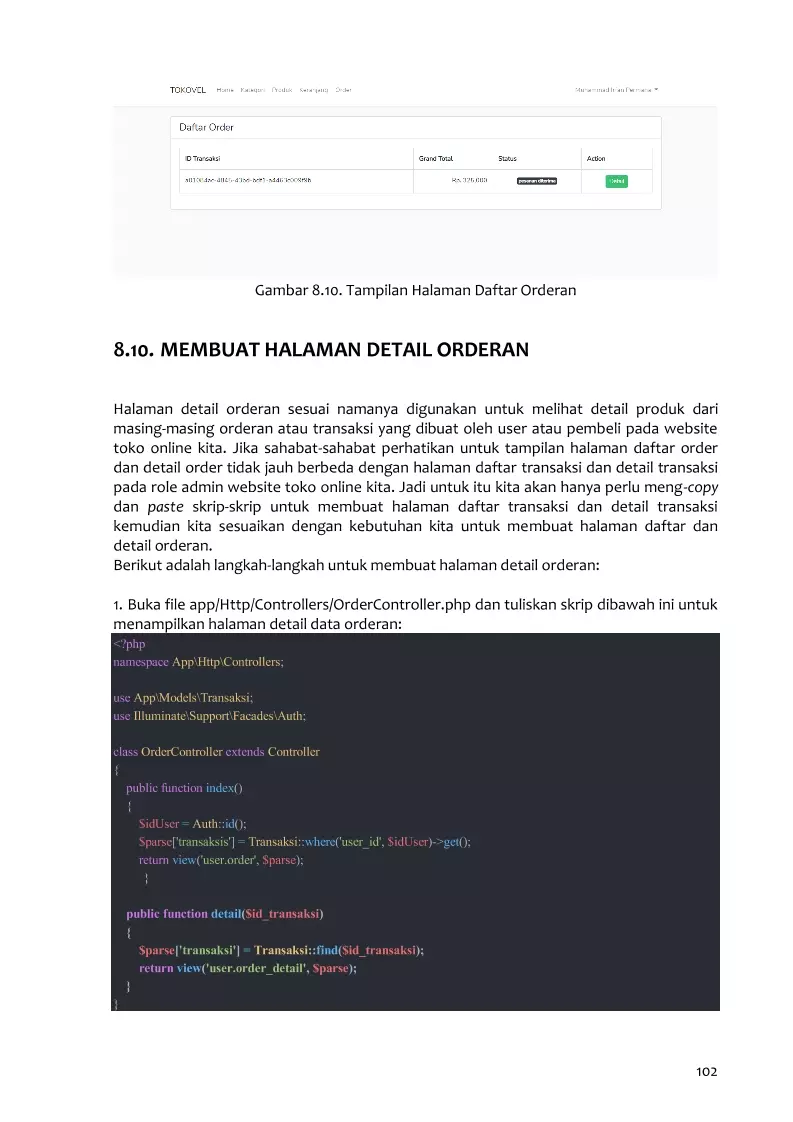 TOKOVEL Home Kategori Produk Keranjang Order
Daftar Order
ID Transaksi Grand Total Status Action
Rp. 325,000 pesanan diterima Detail
Gambar 8.10. Tampilan Halaman Daftar Orderan
8.10. MEMBUAT HALAMAN DETAIL ORDERAN
Halaman detail orderan sesuai namanya digunakan untuk melihat detail produk dari
masing-masing orderan atau transaksi yang dibuat oleh user atau pembeli pada website
toko online kita. Jika sahabat-sahabat perhatikan untuk tampilan halaman daftar order
dan detail order tidak jauh berbeda dengan halaman daftar transaksi dan detail transaksi
pada role admin website toko online kita. Jadi untuk itu kita akan hanya perlu meng-copy
dan paste skrip-skrip untuk membuat halaman daftar transaksi dan detail transaksi
kemudian kita sesuaikan dengan kebutuhan kita untuk membuat halaman daftar dan
detail orderan.
Berikut adalah langkah-langkah untuk membuat halaman detail orderan:
1. Buka file app/Http/Controllers/OrderController.php dan tuliskan skrip dibawah ini untuk
menampilkan halaman detail data orderan:
<?php
namespace App\Http\Controllers;
use App\Models\Transaksi;
use Illuminate\Support\Facades\Auth;
class OrderController extends Controller
{
public function index()
{
$idUser = Auth::id();
$parse['transaksis'] = Transaksi::where('user_id', $idUser)->get();
return view('user.order', $parse);
}
public function detail($id_transaksi)
{
$parse['transaksi'] = Transaksi::find($id_transaksi);
return view('user.order_detail', $parse);
}
}
102